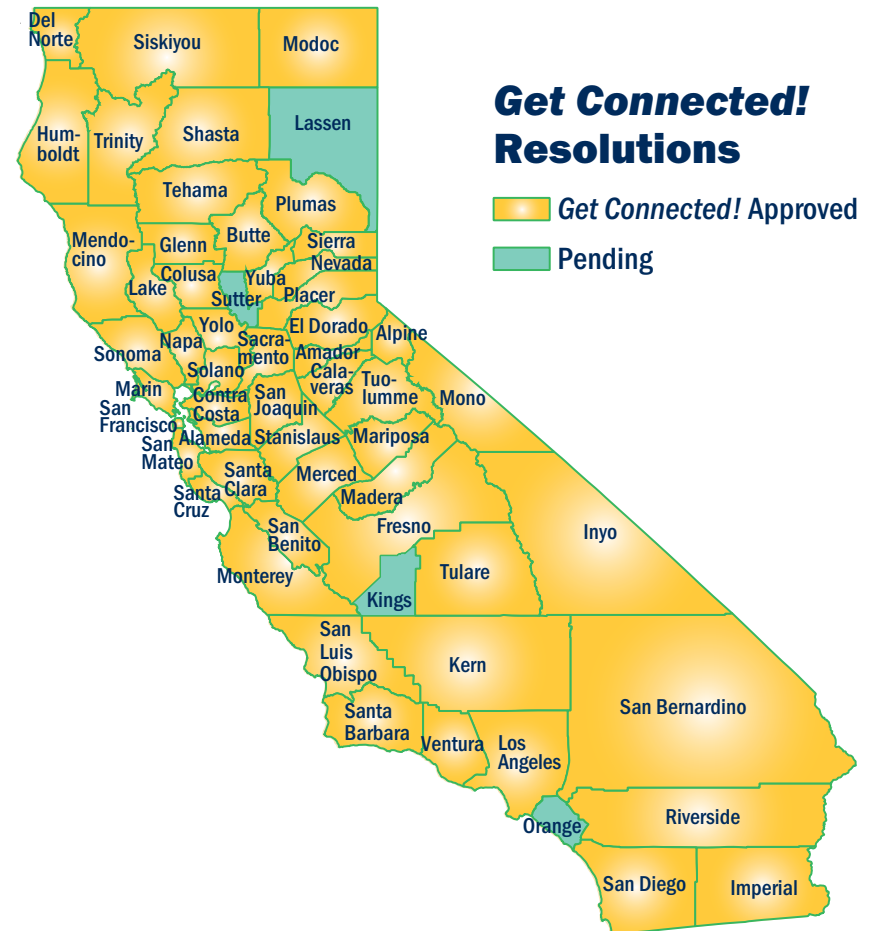 Get Connected!
Resolutions
Get Connected! Approved
Pending
Del
Norte
Siskiyou
Modoc
Hum-
boldt
Trinity
Shasta
Lassen
Tehama
Plumas
Mendo-
cino
Glenn
Butte
Sierra
Nevada
Lake
Colusa
Sutter
Yuba
Placer
Sonoma
Napa
Yolo
Sacra-
mento
El Dorado
Alpine
Solano
Amador
Marin
Contra
Costa
San
Joaquin
Cala-
veras
Tuo-
lumme
Mono
San
Francisco
Alameda
Stanislaus
Mariposa
San
Mateo
Santa
Clara
Merced
Madera
Santa
Cruz
San
Benito
Fresno
Inyo
Monterey
Kings
Tulare
San
Luis
Obispo
Kern
San Bernardino
Santa
Barbara
Ventura
Los
Angeles
Orange
Riverside
San Diego
Imperial